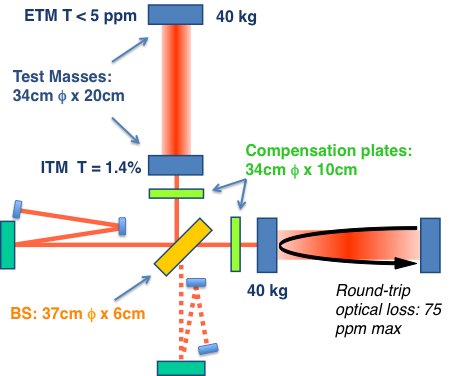 ETM T < 5 ppm
40 kg
Test Masses:
34cm ϕ x 20cm
ITM T = 1.4%
Compensation plates:
34cm ϕ x 10cm
BS: 37cm ϕ x 6cm
40 kg
Round-trip
optical loss: 75
ppm max